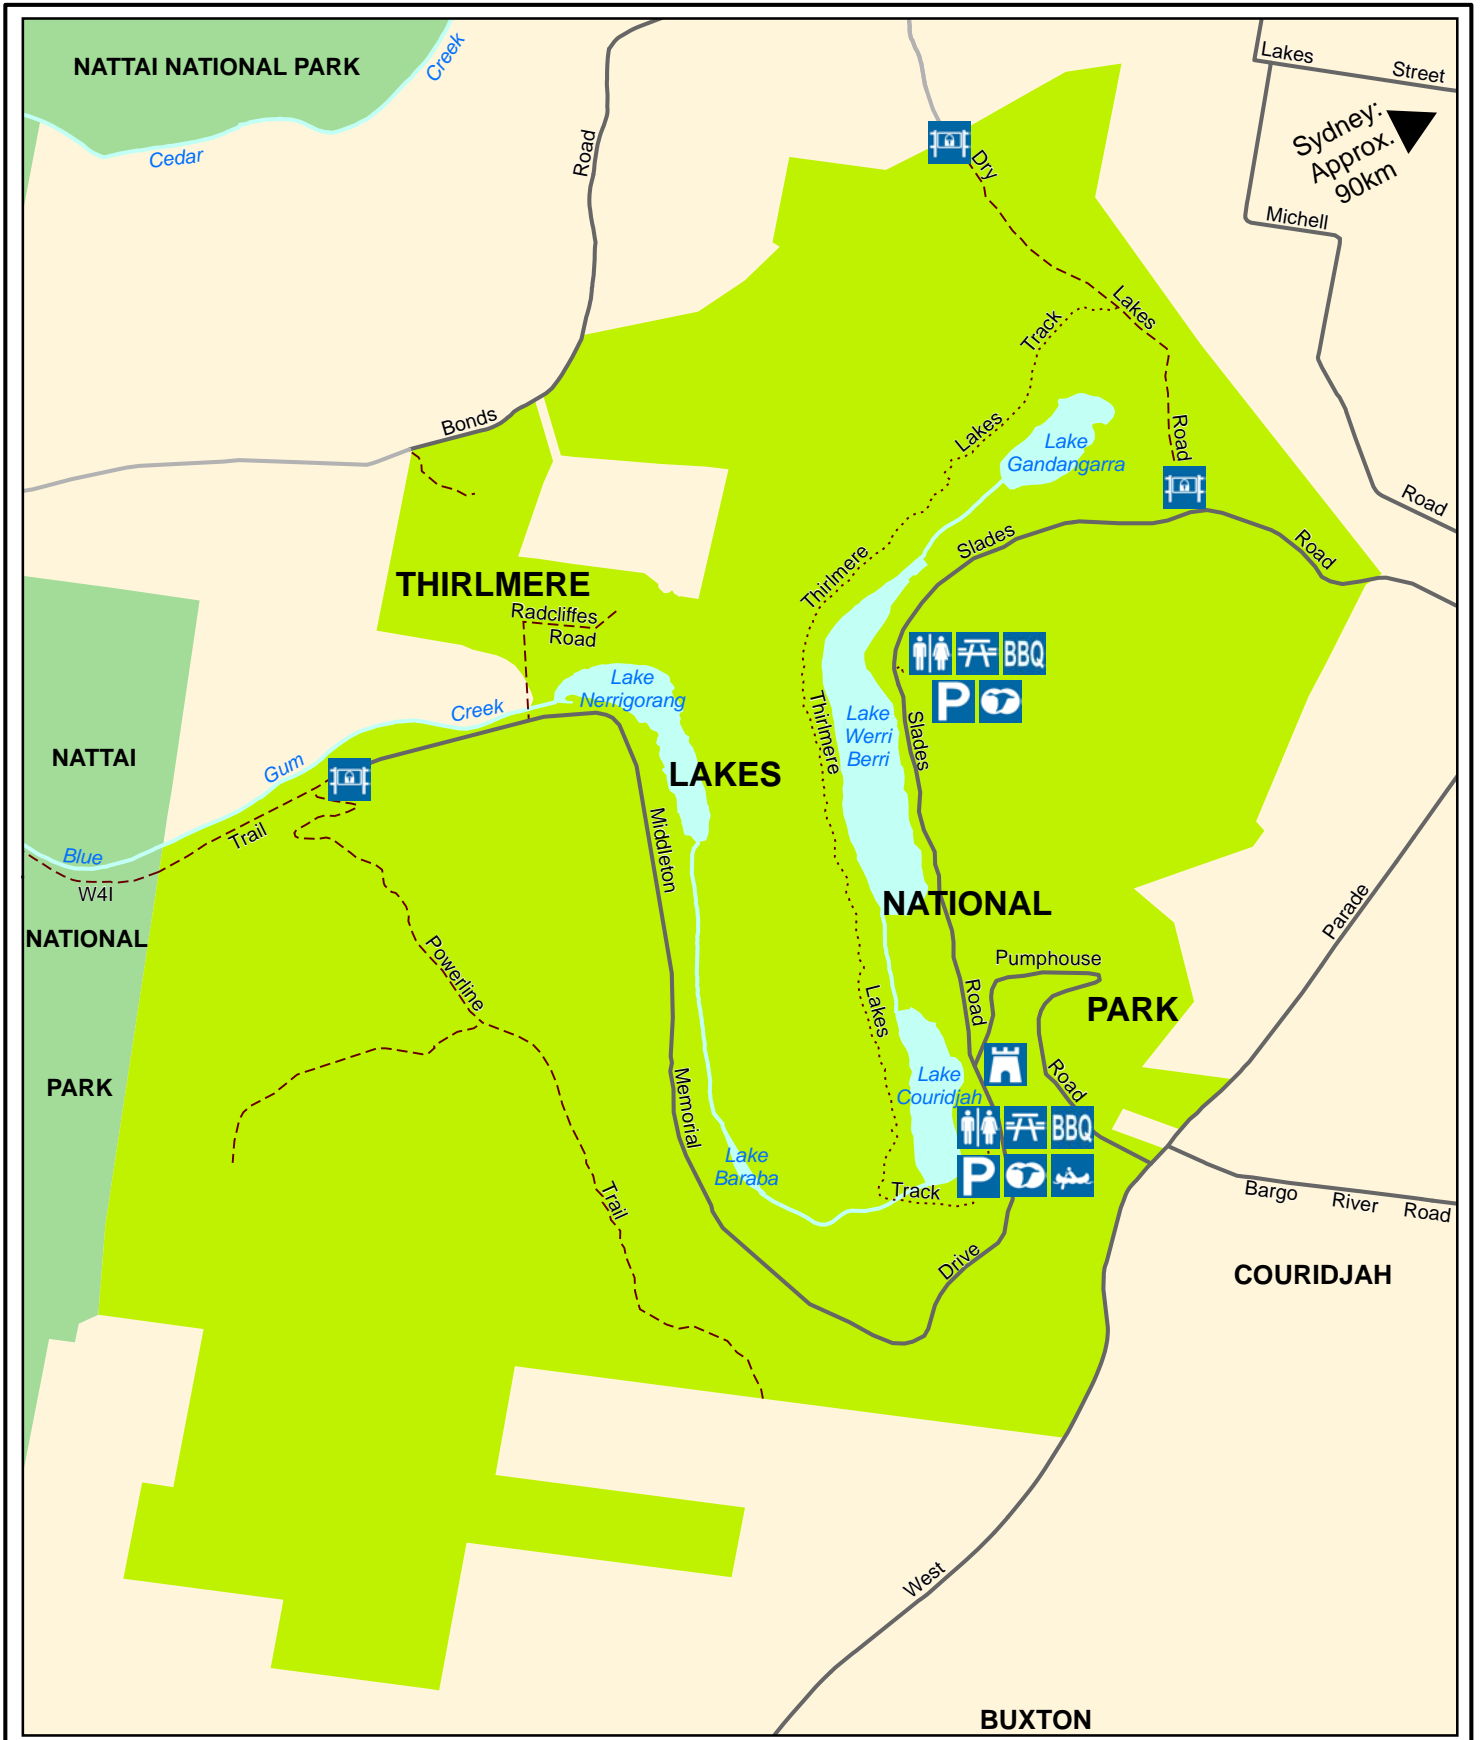 NATTAI NATIONAL PARK
Creek
Cedar
Road
Lakes
Street
Sydney:
Approx.
90km
Michell
Road
Dry
Lakes
Road
Track
Lakes
Thirlmere
Lake
Gandangarra
Bonds
Slades
Road
THIRLMERE
Radcliffes
Road
Lake
Nerrigorang
Creek
Gum
Blue
Trail
W4I
NATTAI
NATIONAL
PARK
LAKES
Thirlmere
Lake
Werri
Berri
Slades
BBQ
P
Middleton
NATIONAL
Parade
Powerline
Pumphouse
Road
PARK
Lakes
Road
Memorial
Lake
Couridjah
BBQ
P
Lake
Baraba
Track
Trail
Drive
Bargo
River
Road
COURIDJAH
West
BUXTON